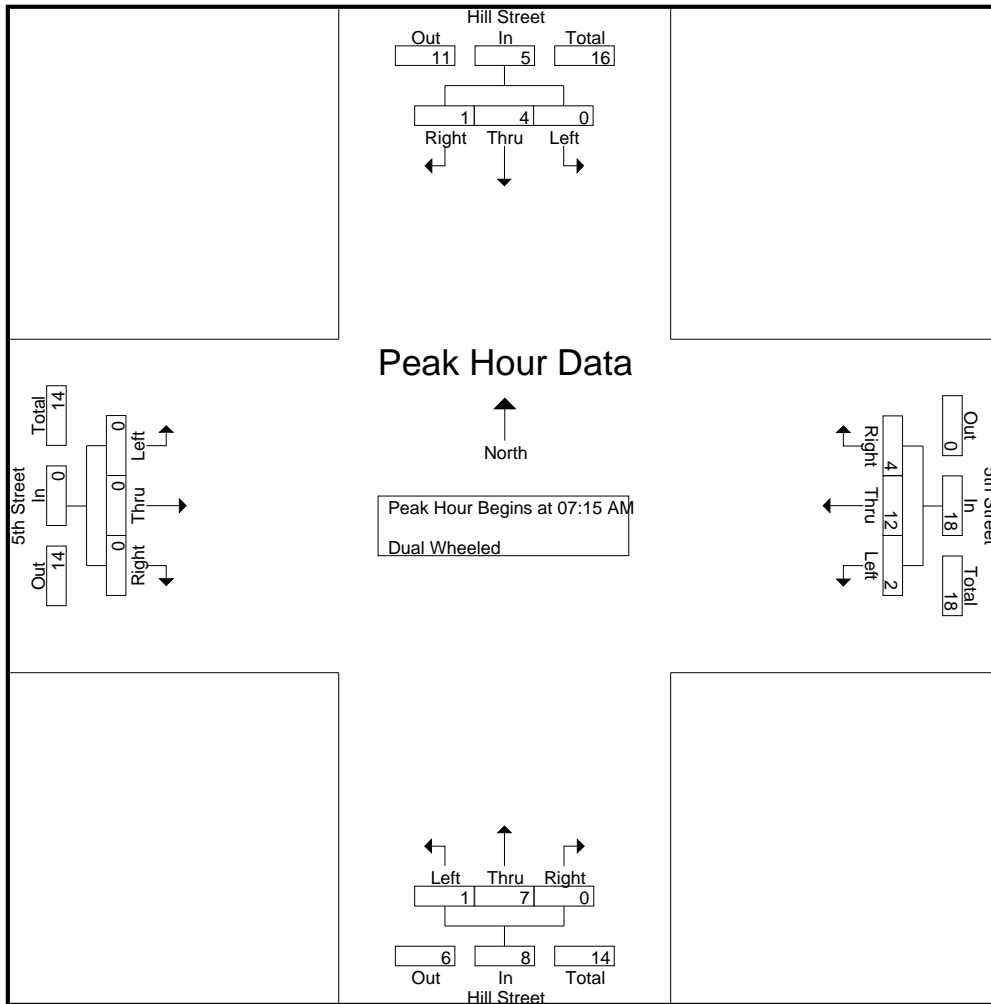 Hill Street
Out In Total
11 5 16
1 4 0
Right Thru Left
Peak Hour Data
North
Peak Hour Begins at 07:15 AM
Dual Wheeled
5th Street
Total In Out
14 0 14
0 0 0
Left Thru Right
Right Thru Left
4 12 2
Out In Total
0 18 18
5th Street
Left Thru Right
1 7 0
6 8 14
Out In Total
Hill Street